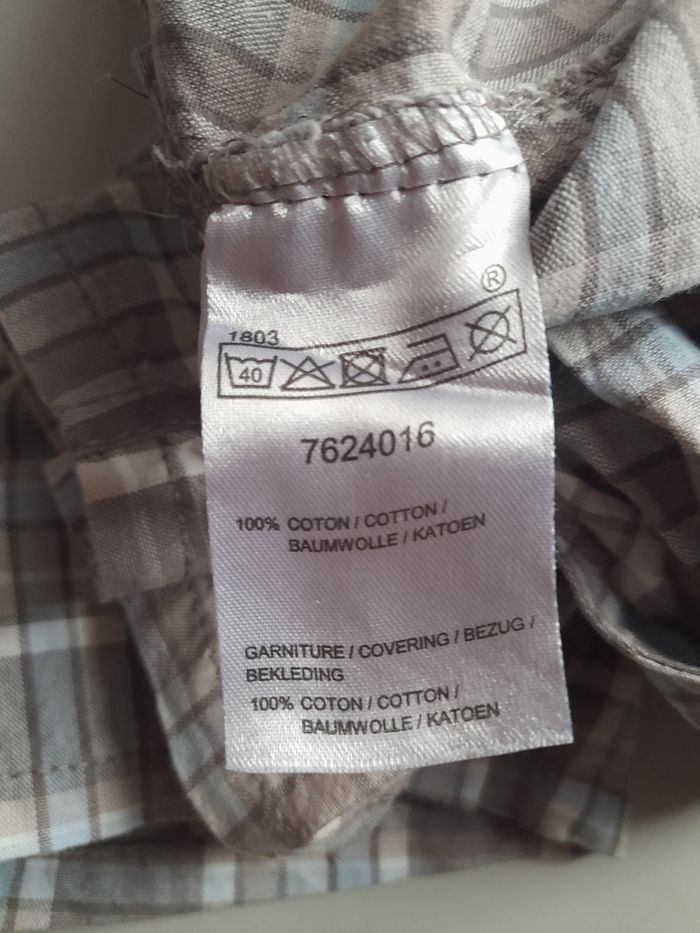 ®
1803
40
7624016
100% COTON / COTTON /
BAUMWOLLE / KATOEN
GARNITURE / COVERING / BEZUG /
BEKLEDING
100% COTON / COTTON /
BAUMWOLLE / KATOEN